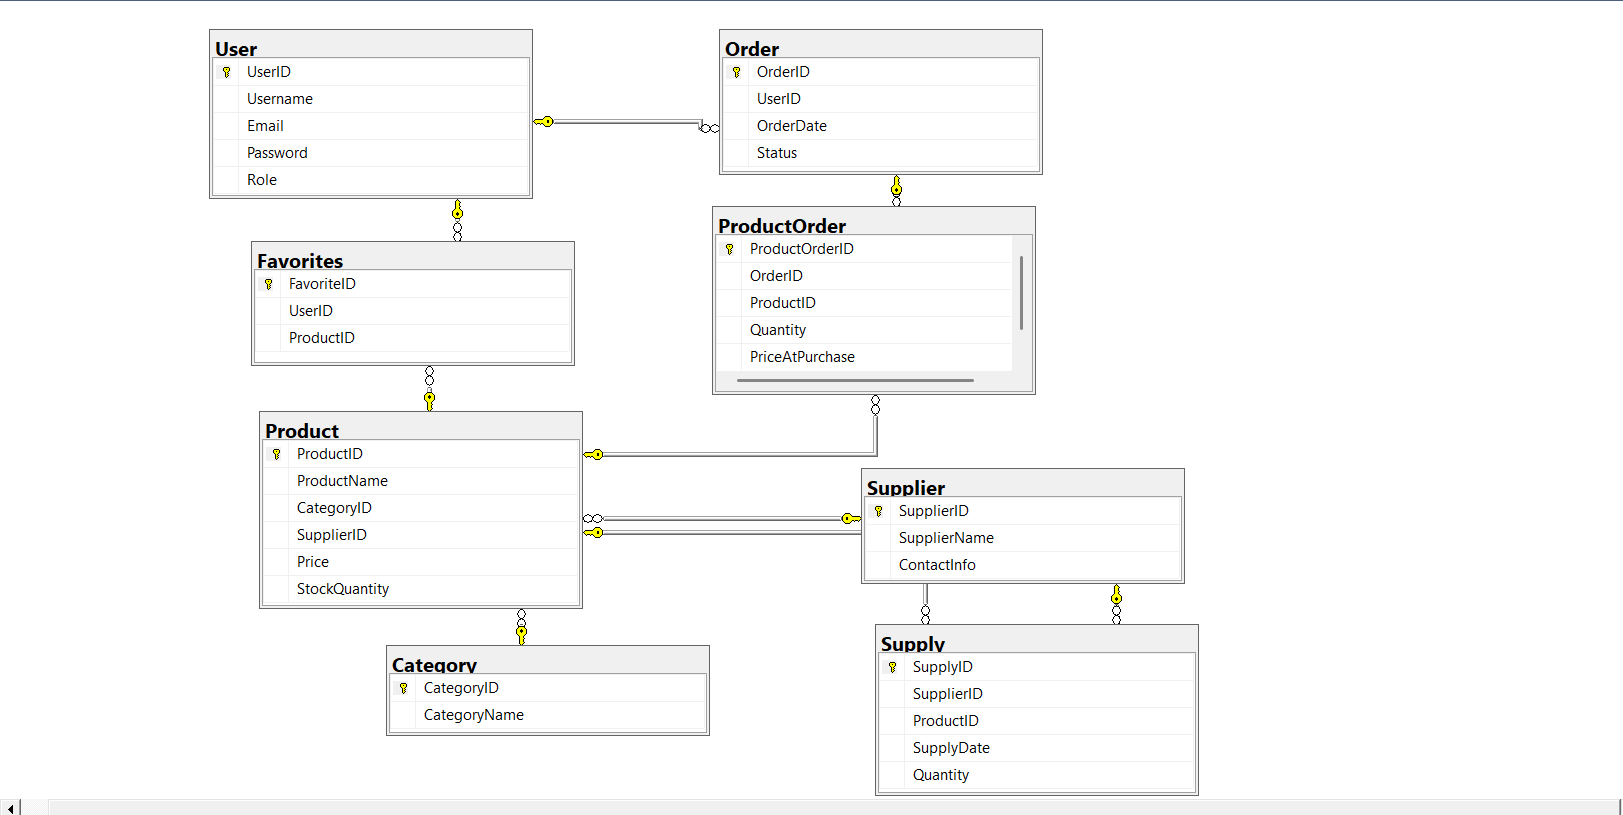 User
UserID
Username
Email
Password
Role
Order
OrderID
UserID
OrderDate
Status
Favorites
FavoriteID
UserID
ProductID
ProductOrder
ProductOrderID
OrderID
ProductID
Quantity
PriceAtPurchase
Product
ProductID
ProductName
CategoryID
SupplierID
Price
StockQuantity
Supplier
SupplierID
SupplierName
ContactInfo
Category
CategoryID
CategoryName
Supply
SupplyID
SupplierID
ProductID
SupplyDate
Quantity